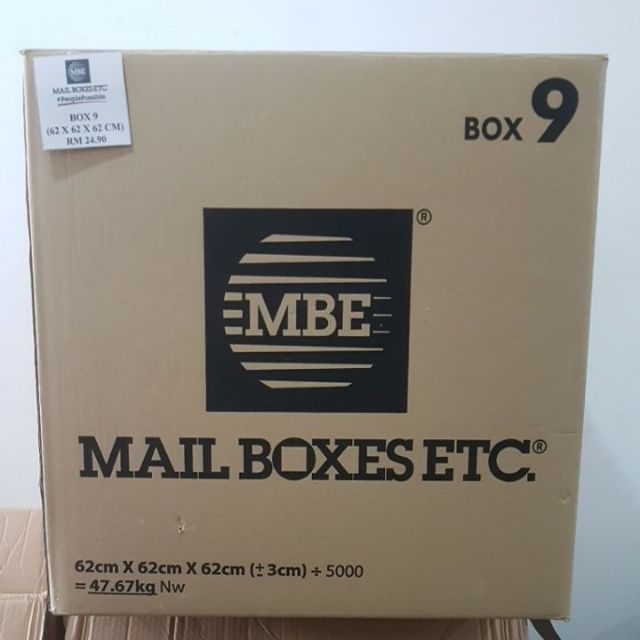 MBE
MAIL BOXES ETC
#PeoplePossible
BOX 9
(62 X 62 X 62 CM)
RM 24.90
BOX 9
®
MBE
MAIL BOXES ETC.®
62cm X 62cm X 62cm (± 3cm) ÷ 5000
= 47.67kg Nw